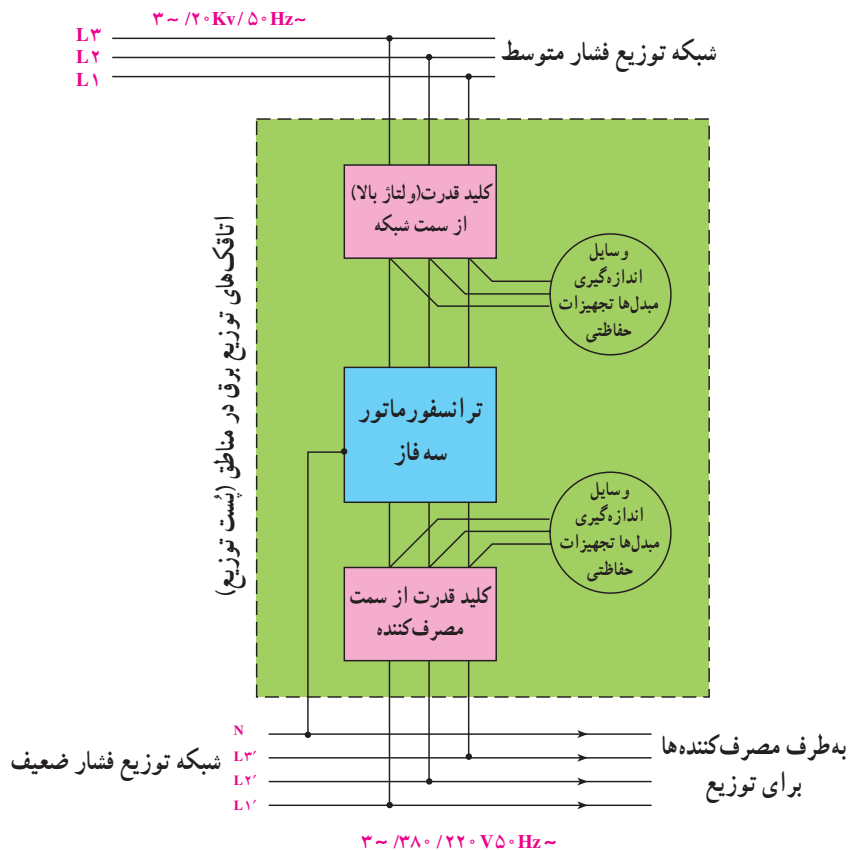 ۳~ /۲۰Kv/ ۵۰Hz~
L۳
L۲
L۱
شبکه توزیع فشار متوسط
کلید قدرت(ولتاژ بالا)
از سمت شبکه
وسایل
اندازه‌گیری
مبدل‌ها تجهیزات
حفاظتی
اتاقک‌های توزیع برق در مناطق (پُست توزیع)
ترانسفورماتور
سه فاز
وسایل
اندازه‌گیری
مبدل‌ها تجهیزات
حفاظتی
کلید قدرت از سمت
مصرف‌کننده
N
L۳′
L۲′
L۱′
شبکه توزیع فشار ضعیف
به‌طرف مصرف‌کننده‌ها
برای توزیع
۳~ /۳۸۰ /۲۲۰ V۵۰Hz~